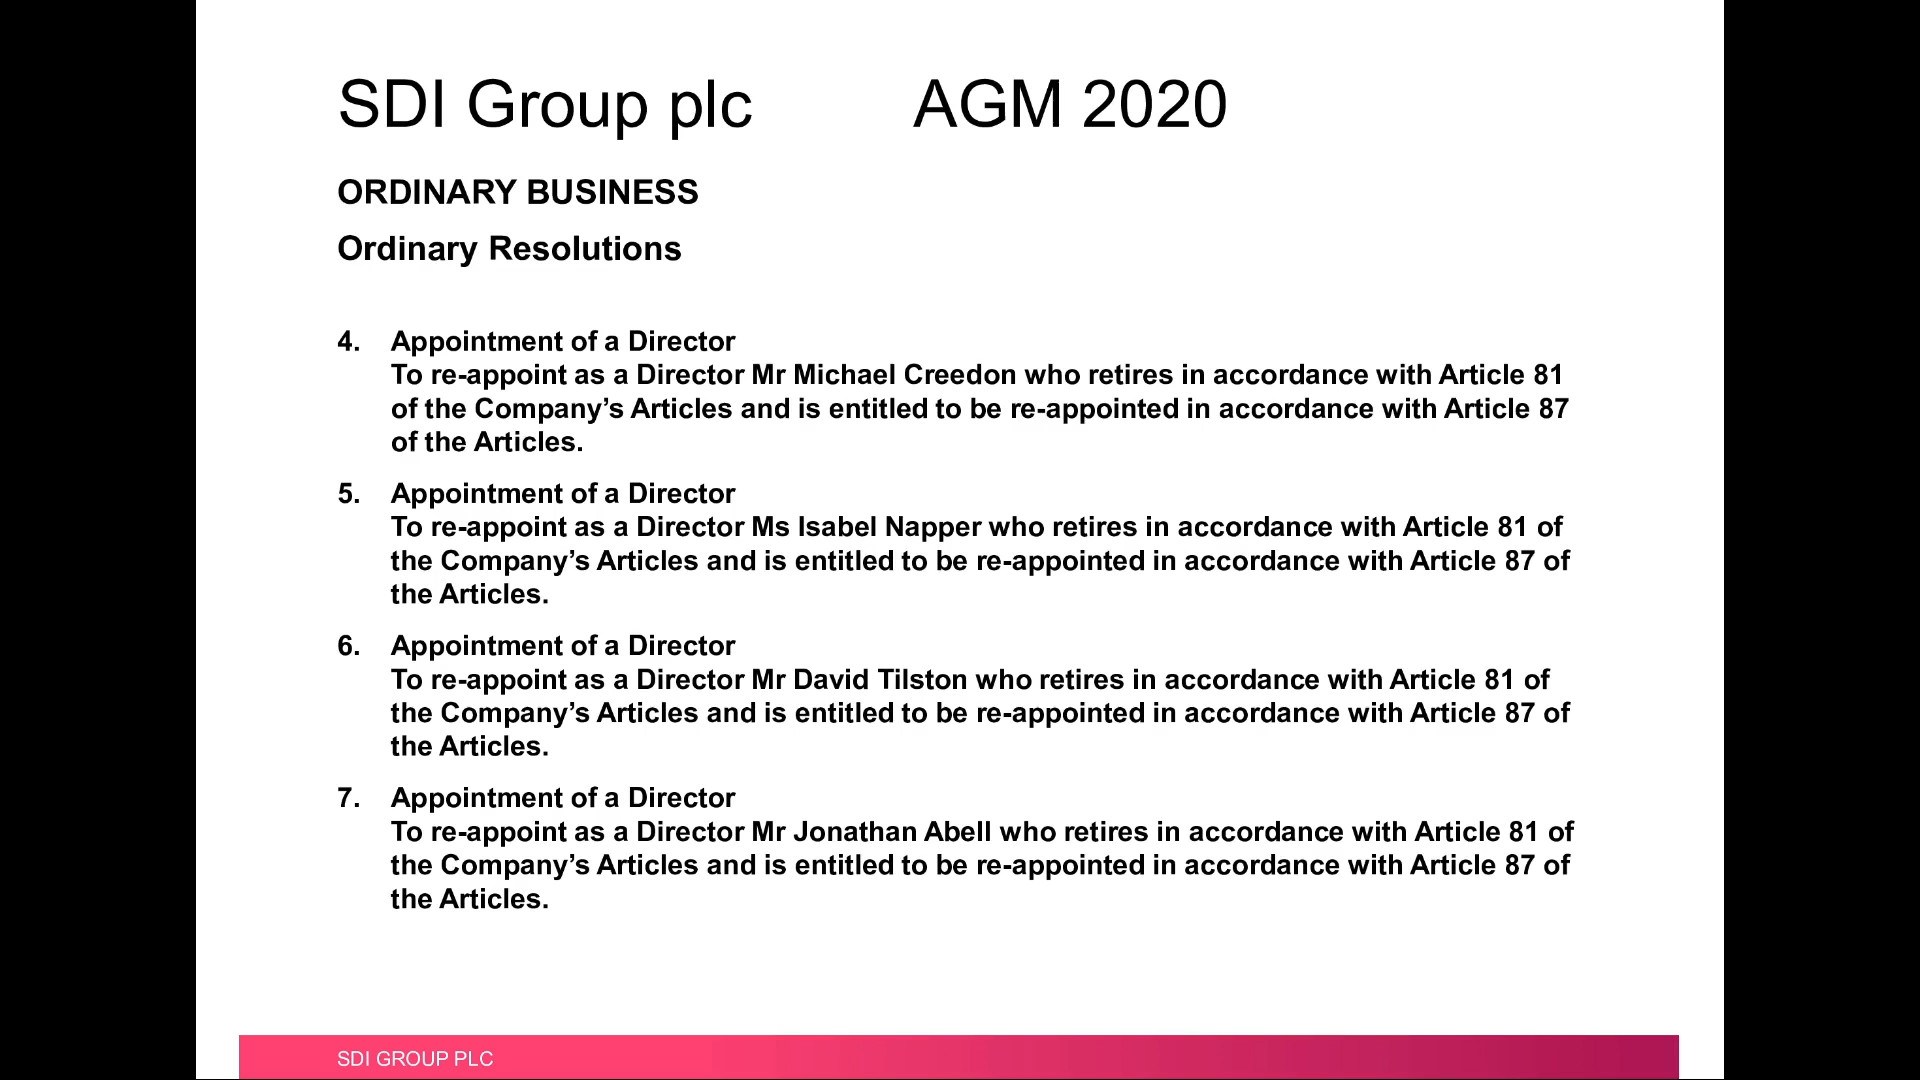 SDI Group plc AGM 2020
ORDINARY BUSINESS
Ordinary Resolutions
4. Appointment of a Director
To re-appoint as a Director Mr Michael Creedon who retires in accordance with Article 81
of the Company’s Articles and is entitled to be re-appointed in accordance with Article 87
of the Articles.
5. Appointment of a Director
To re-appoint as a Director Ms Isabel Napper who retires in accordance with Article 81 of
the Company’s Articles and is entitled to be re-appointed in accordance with Article 87 of
the Articles.
6. Appointment of a Director
To re-appoint as a Director Mr David Tilston who retires in accordance with Article 81 of
the Company’s Articles and is entitled to be re-appointed in accordance with Article 87 of
the Articles.
7. Appointment of a Director
To re-appoint as a Director Mr Jonathan Abell who retires in accordance with Article 81 of
the Company’s Articles and is entitled to be re-appointed in accordance with Article 87 of
the Articles.
SDI GROUP PLC